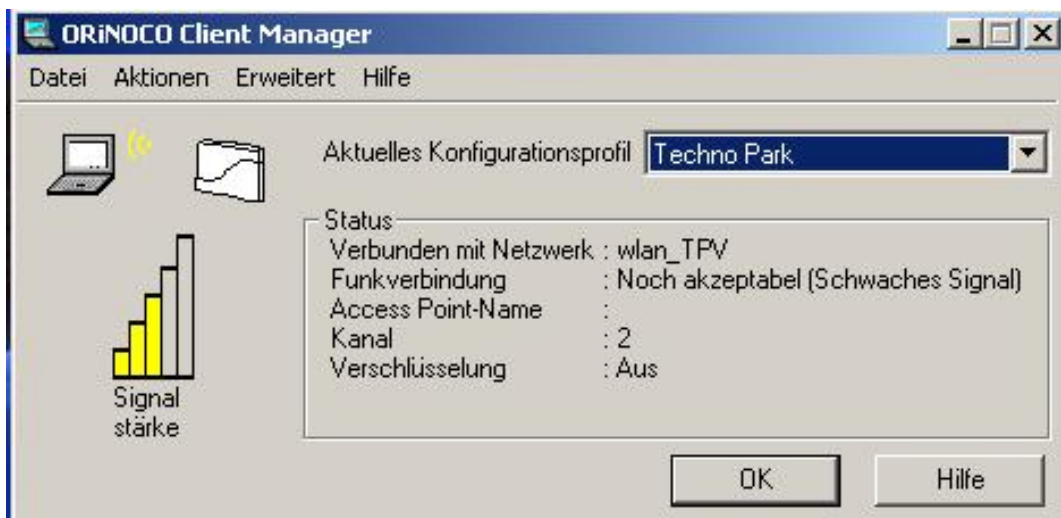 ORiNOCO Client Manager
Datei Aktionen Erweitert Hilfe
Aktuelles Konfigurationsprofil Techno Park
Status
Verbunden mit Netzwerk : wlan_TPV
Funkverbindung : Noch akzeptabel (Schwaches Signal)
Access Point-Name :
Kanal : 2
Verschlüsselung : Aus
Signal
stärke
OK Hilfe